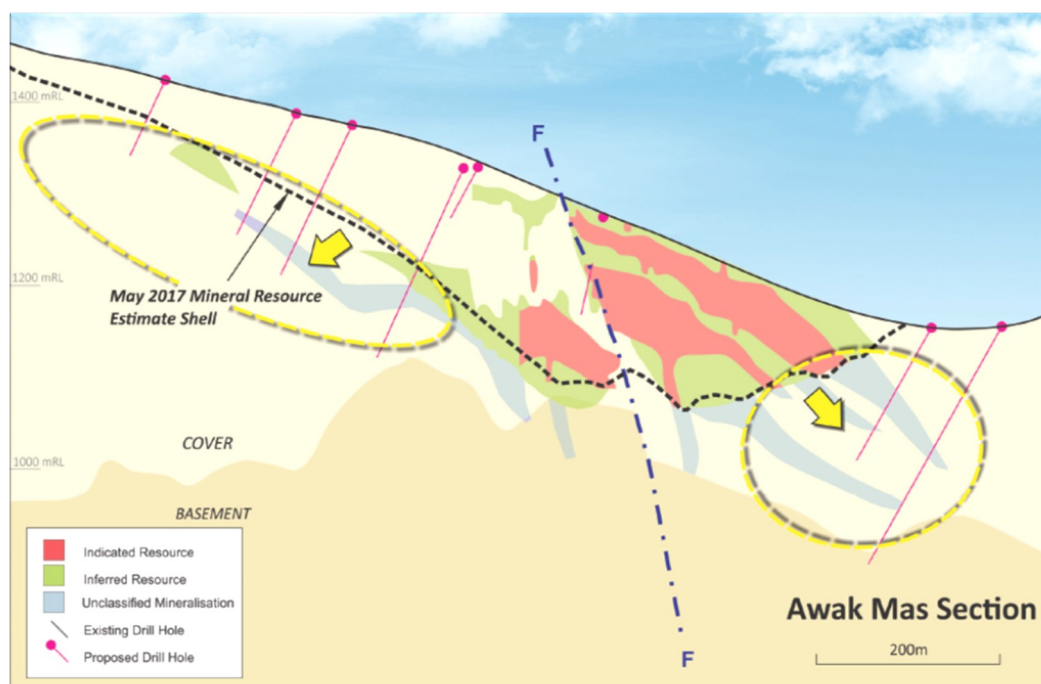 F
1400 mRL
1200 mRL
May 2017 Mineral Resource
Estimate Shell
COVER
1000 mRL
BASEMENT
Indicated Resource
Inferred Resource
Unclassified Mineralisation
Existing Drill Hole
Proposed Drill Hole
Awak Mas Section
200m
F